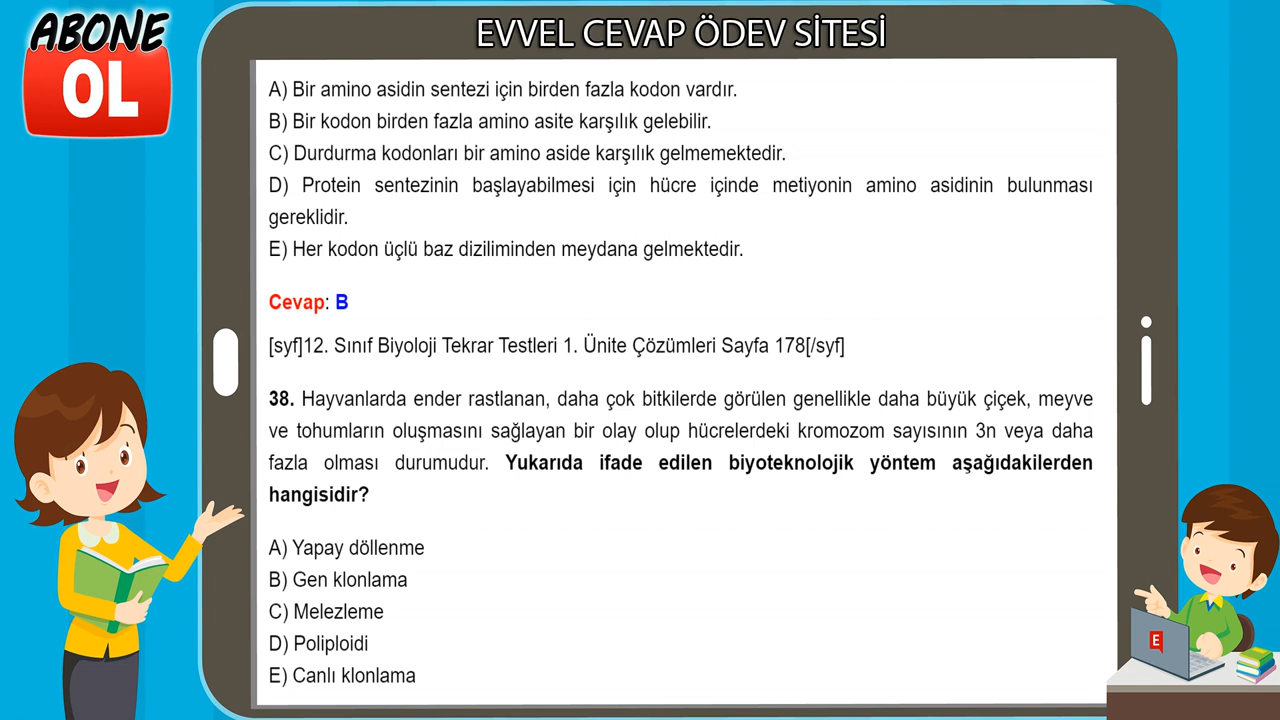 ABONE
OL
EVVEL CEVAP ÖDEV SİTESİ
A) Bir amino asidin sentezi için birden fazla kodon vardır.
B) Bir kodon birden fazla amino asite karşılık gelebilir.
C) Durdurma kodonları bir amino aside karşılık gelmemektedir.
D) Protein sentezinin başlayabilmesi için hücre içinde metiyonin amino asidinin bulunması
gereklidir.
E) Her kodon üçlü baz diziliminden meydana gelmektedir.
Cevap: B
[syf]12. Sınıf Biyoloji Tekrar Testleri 1. Ünite Çözümleri Sayfa 178[/syf]
38. Hayvanlarda ender rastlanan, daha çok bitkilerde görülen genellikle daha büyük çiçek, meyve
ve tohumların oluşmasını sağlayan bir olay olup hücrelerdeki kromozom sayısının 3n veya daha
fazla olması durumudur. Yukarıda ifade edilen biyoteknolojik yöntem aşağıdakilerden
hangisidir?
A) Yapay döllenme
B) Gen klonlama
C) Melezleme
D) Poliploidi
E) Canlı klonlama
E